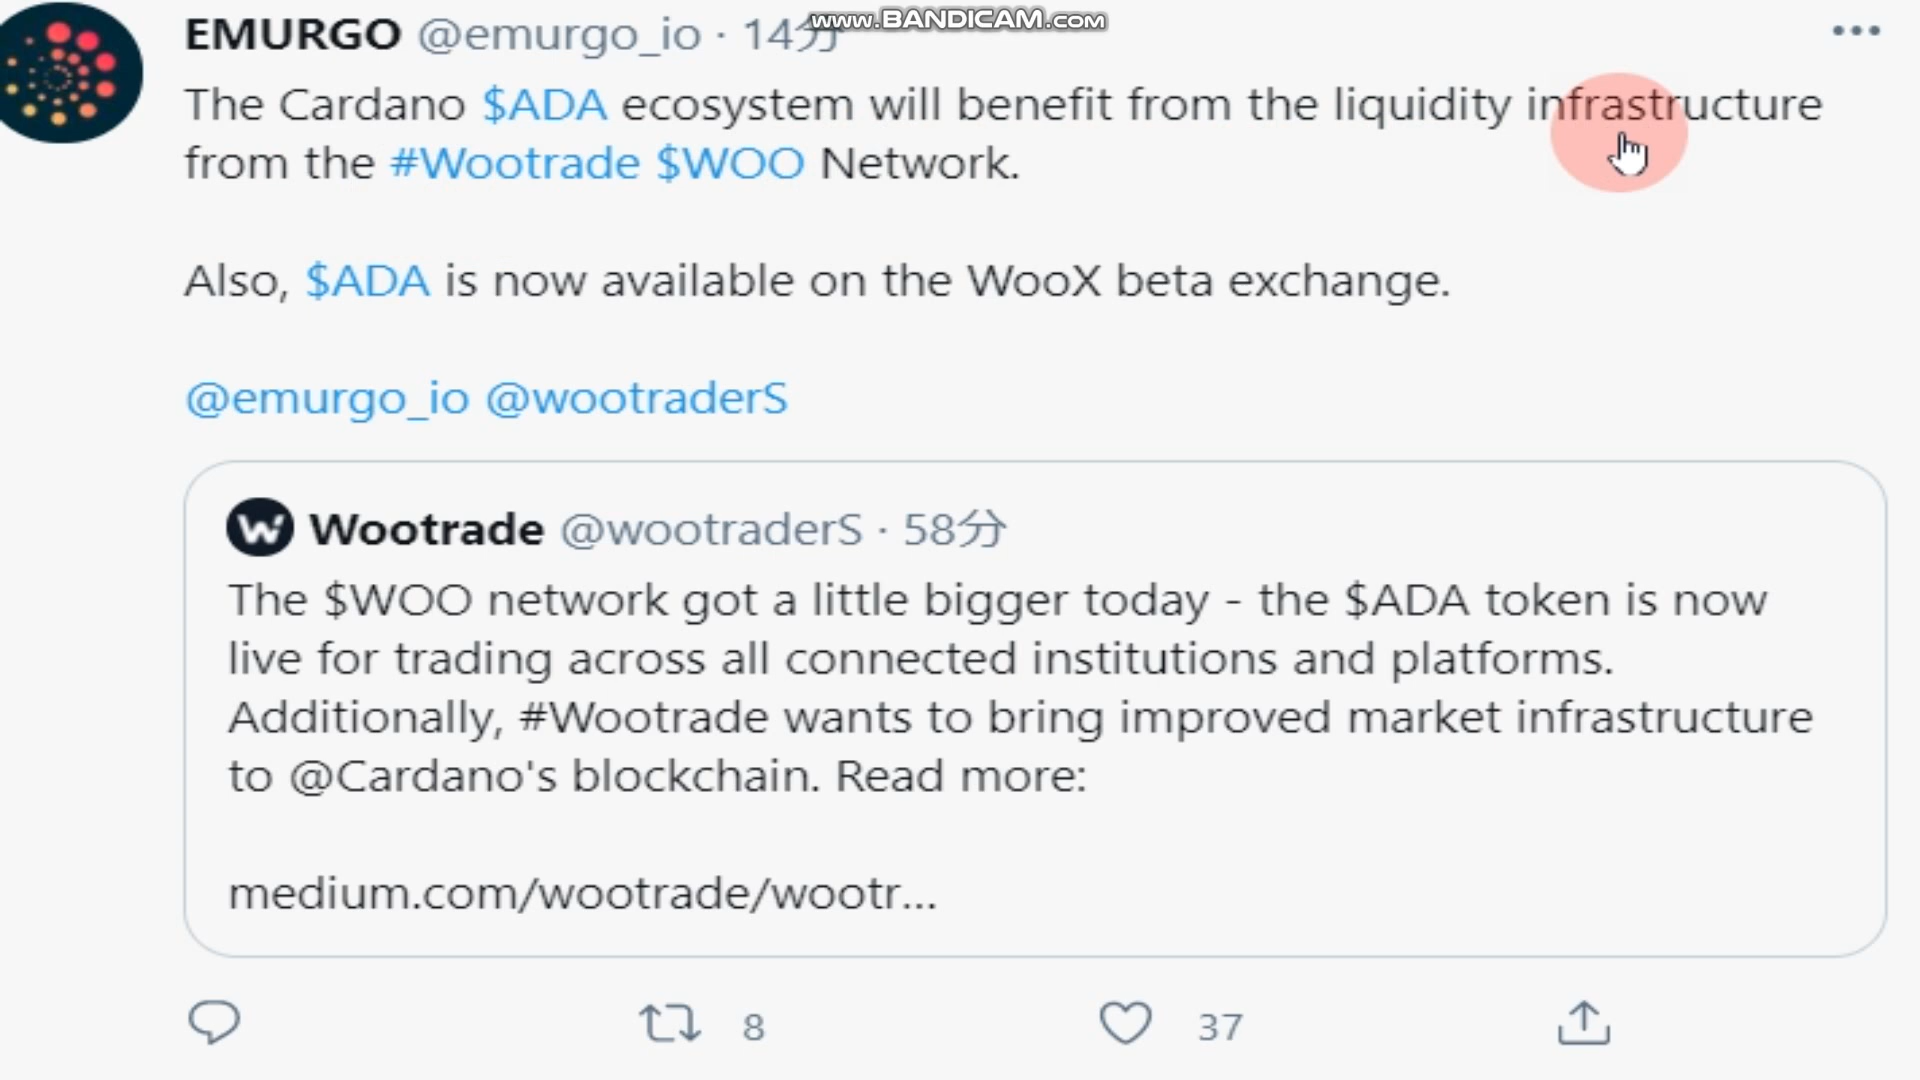 www.BANDICAM.com
EMURGO @emurgo_io · 14分
The Cardano $ADA ecosystem will benefit from the liquidity infrastructure
from the #Wootrade $WOO Network.
Also, $ADA is now available on the WooX beta exchange.
@emurgo_io @wootraderS
W
Wootrade @wootraderS · 58分
The $WOO network got a little bigger today - the $ADA token is now
live for trading across all connected institutions and platforms.
Additionally, #Wootrade wants to bring improved market infrastructure
to @Cardano's blockchain. Read more:
medium.com/wootrade/wootr...
8
37